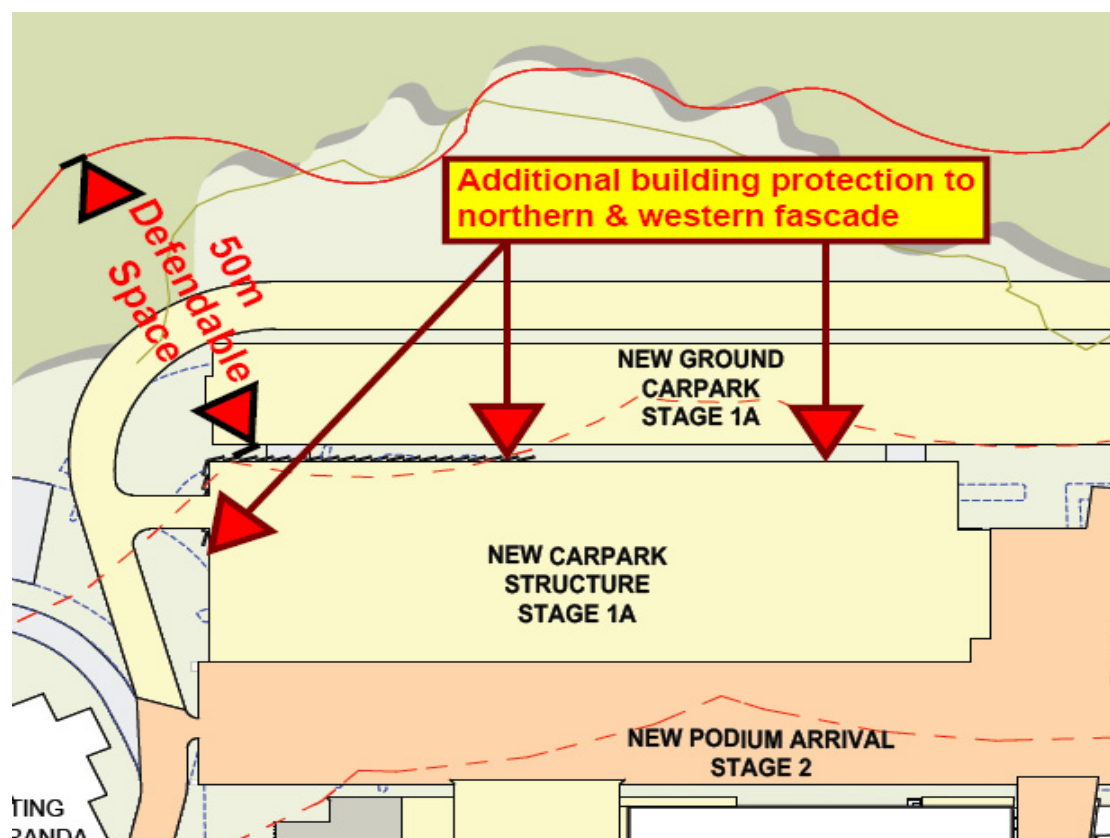 Additional building protection to
northern & western fascade
50m
Defendable
Space
NEW GROUND
CARPARK
STAGE 1A
NEW CARPARK
STRUCTURE
STAGE 1A
NEW PODIUM ARRIVAL
STAGE 2
TING
RANDA